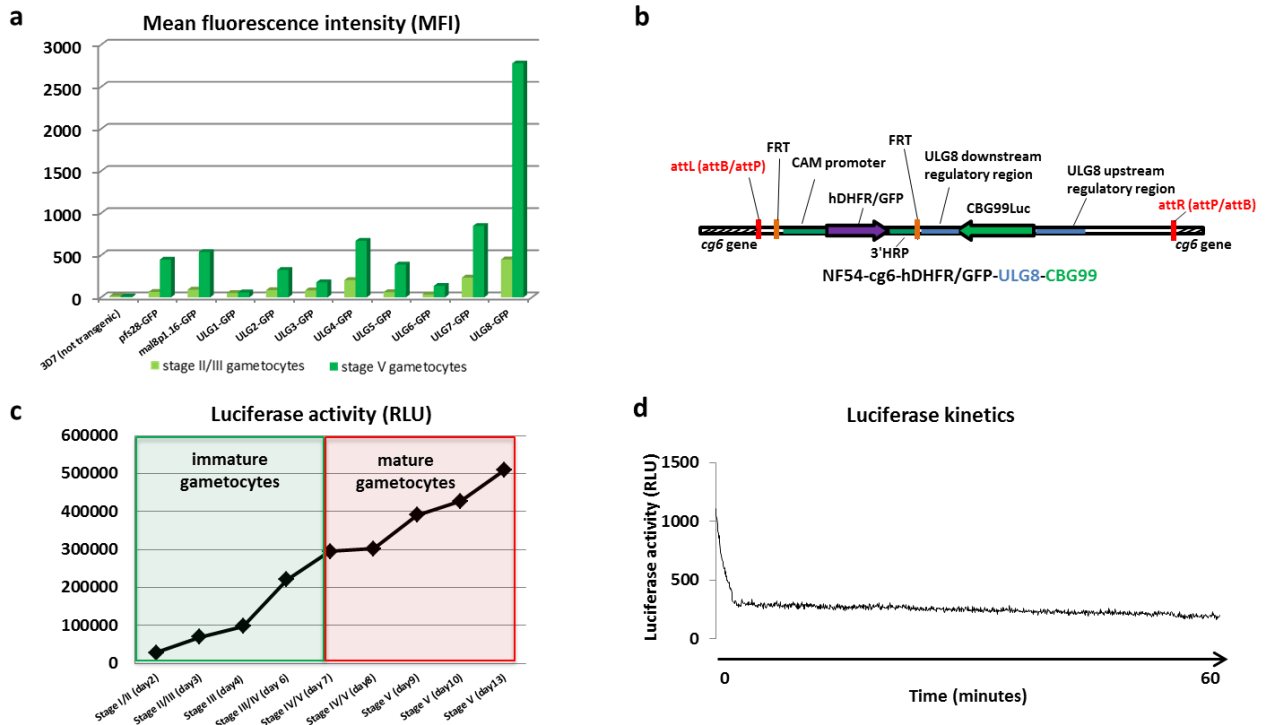 a
Mean fluorescence intensity (MFI)
3000
2500
2000
1500
1000
500
0
3D7 (not transgenic)
pfs28-GFP
mal8p1.16-GFP
ULG1-GFP
ULG2-GFP
ULG3-GFP
ULG4-GFP
ULG5-GFP
ULG6-GFP
ULG7-GFP
ULG8-GFP
stage II/III gametocytes
stage V gametocytes
b
attL (attB/attP)
FRT
CAM promoter
hDHFR/GFP
FRT
ULG8 downstream
regulatory region
CBG99Luc
ULG8 upstream
regulatory region
attR (attP/attB)
cg6 gene
3'HRP
cg6 gene
NF54-cg6-hDHFR/GFP-ULG8-CBG99
c
Luciferase activity (RLU)
600000
500000
400000
300000
200000
100000
0
immature
gametocytes
mature
gametocytes
Stage I/II (day2)
Stage II/III (day3)
Stage III (day4)
Stage III/IV (day 6)
Stage IV/V (day 7)
Stage IV/V (day8)
Stage V (day9)
Stage V (day10)
Stage V (day13)
d
Luciferase kinetics
Luciferase activity (RLU)
1500
1000
500
0
0
60
Time (minutes)